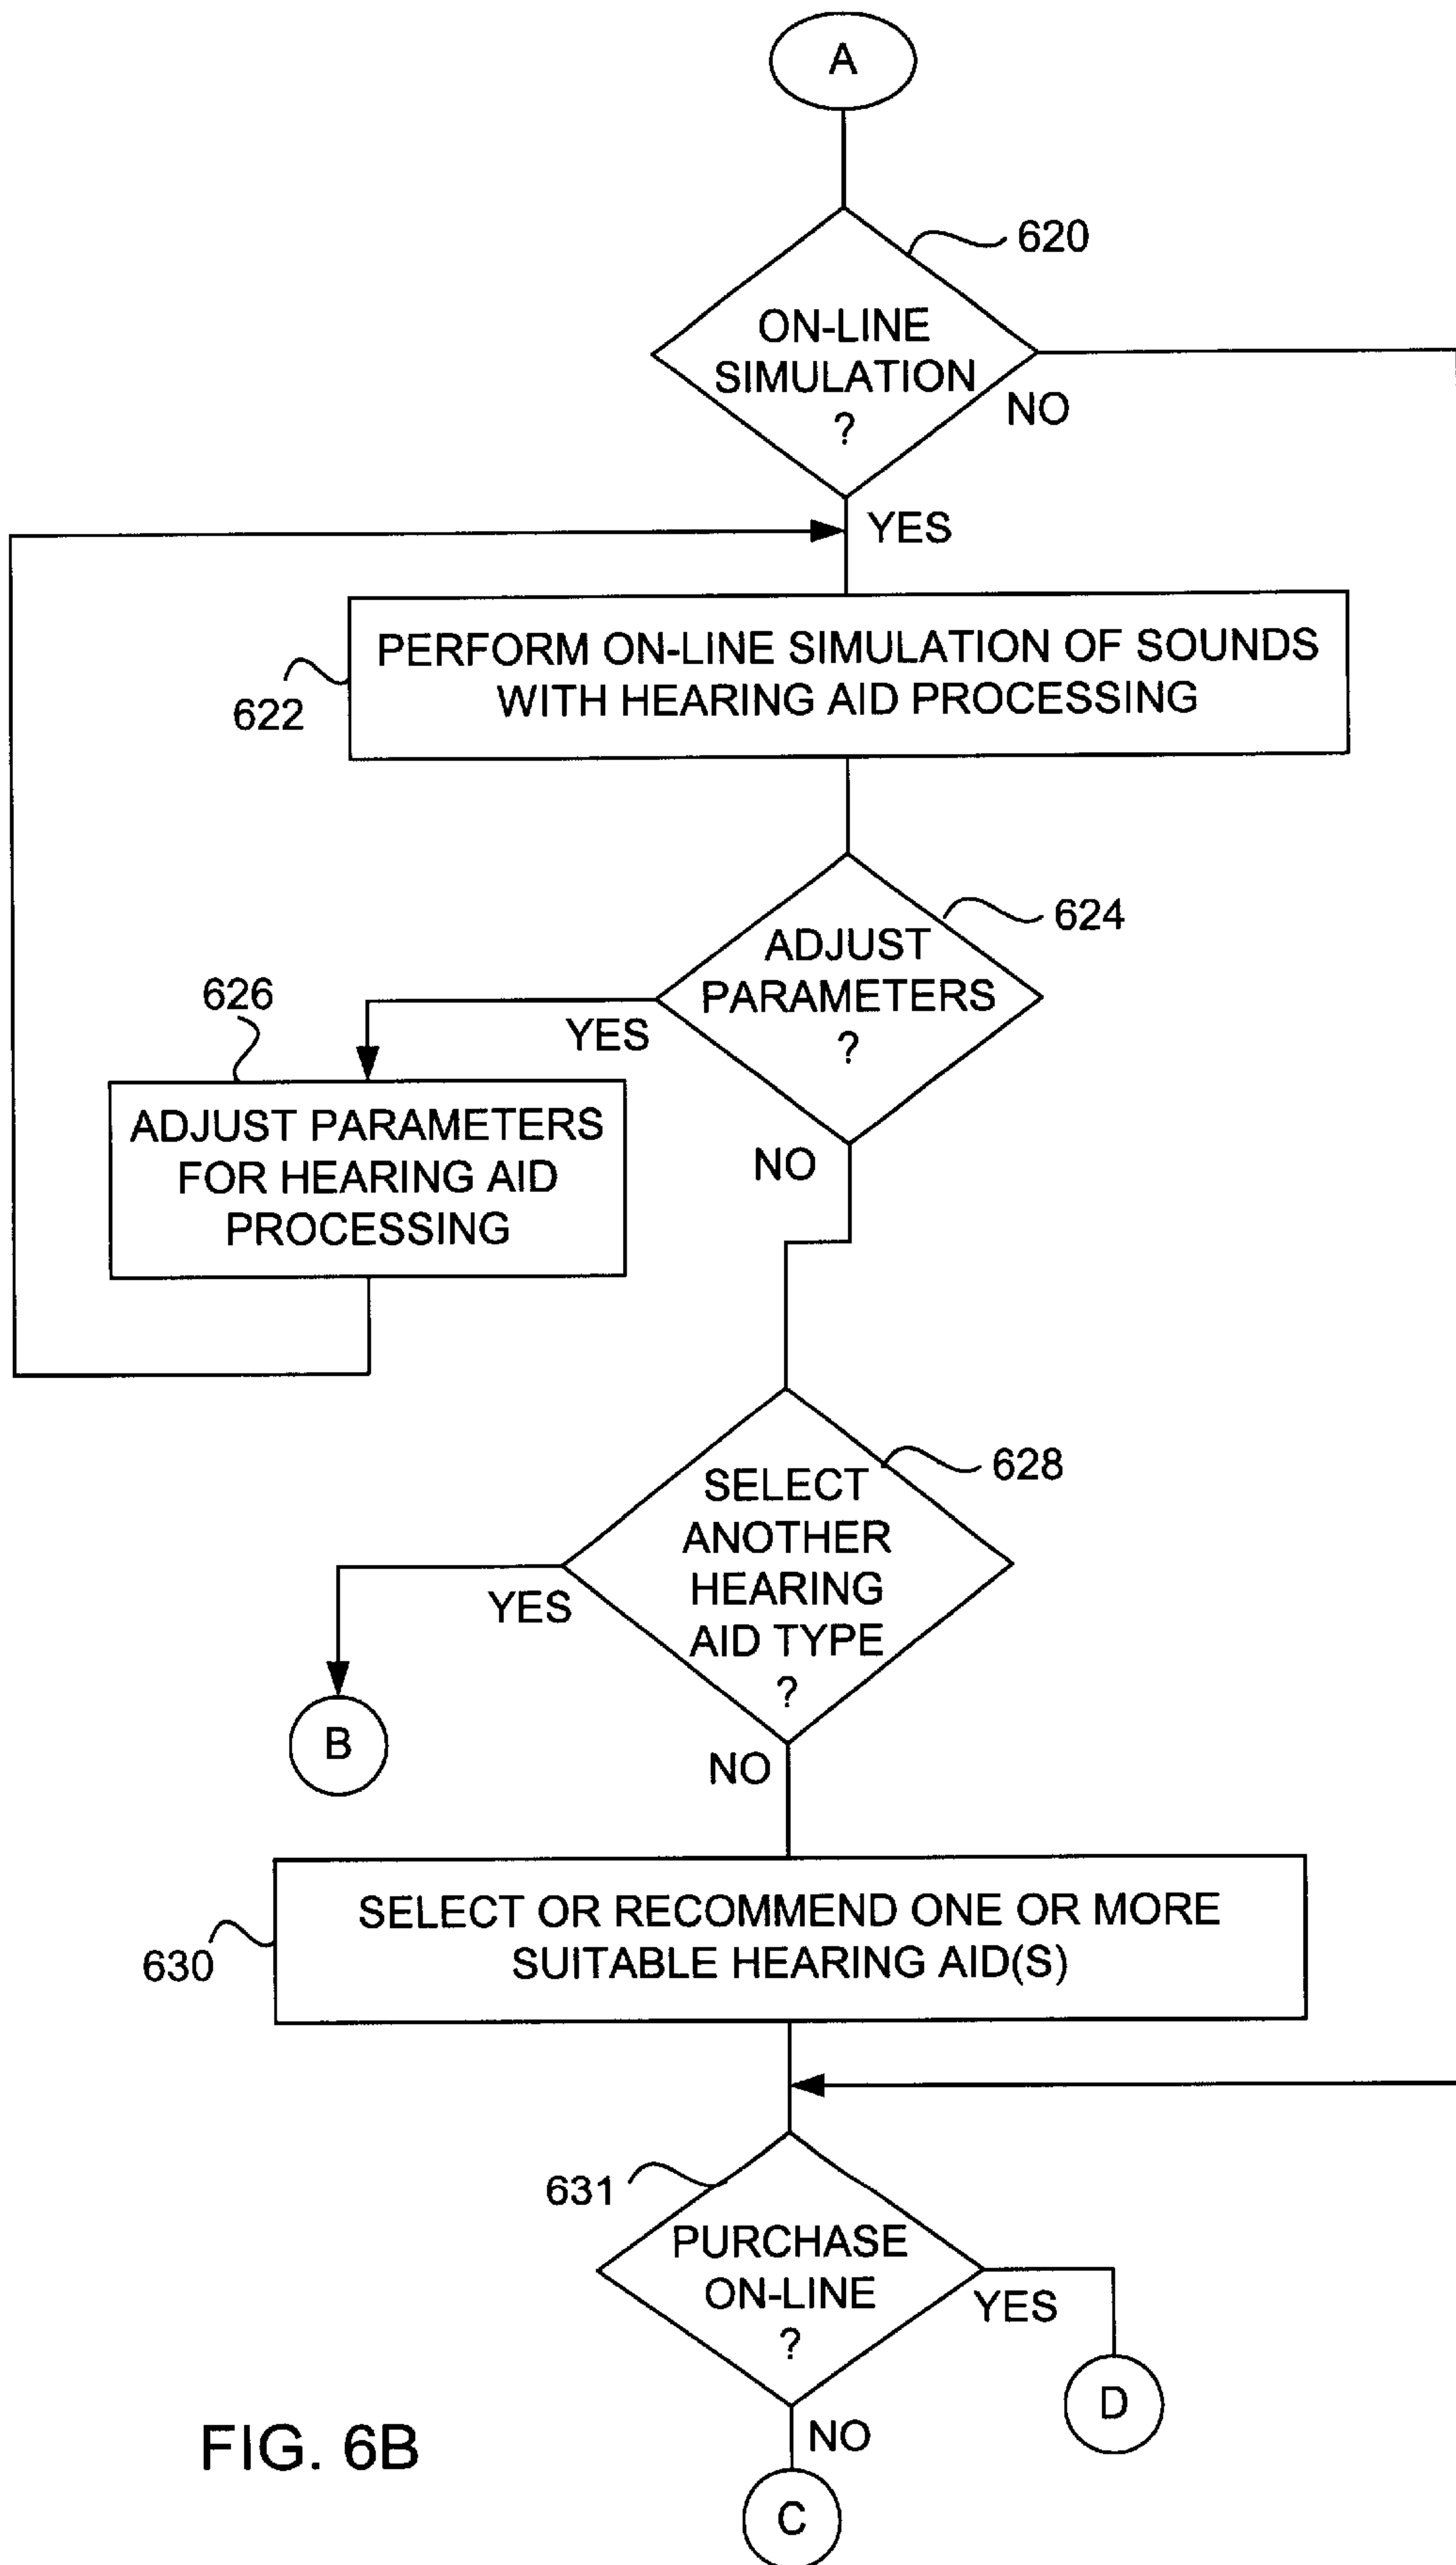 A
620
ON-LINE
SIMULATION
?
NO
YES
PERFORM ON-LINE SIMULATION OF SOUNDS
WITH HEARING AID PROCESSING
622
624
ADJUST
PARAMETERS
?
626
YES
ADJUST PARAMETERS
FOR HEARING AID
PROCESSING
NO
628
SELECT
ANOTHER
HEARING
AID TYPE
?
YES
B
NO
SELECT OR RECOMMEND ONE OR MORE
SUITABLE HEARING AID(S)
630
631
PURCHASE
ON-LINE
?
YES
D
NO
C
FIG. 6B